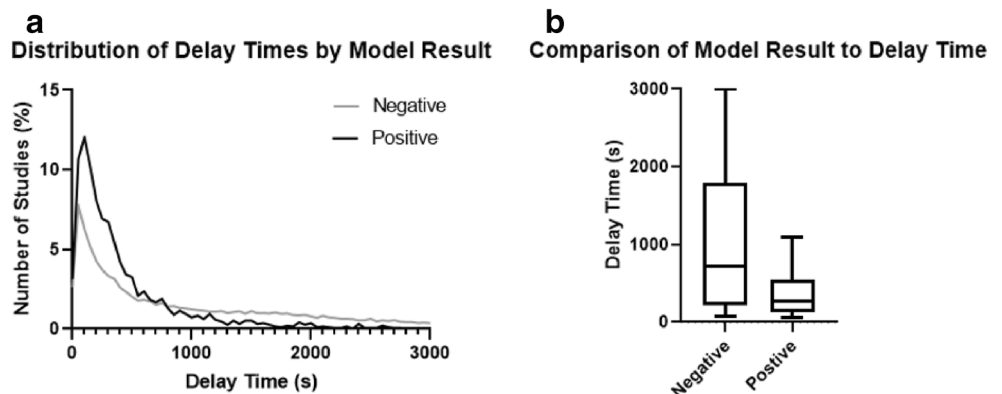 a
Distribution of Delay Times by Model Result
15
10
5
0
Number of Studies (%)
Negative
Positive
0 1000 2000 3000
Delay Time (s)
b
Comparison of Model Result to Delay Time
3000
2000
1000
0
Delay Time (s)
Negative
Postive